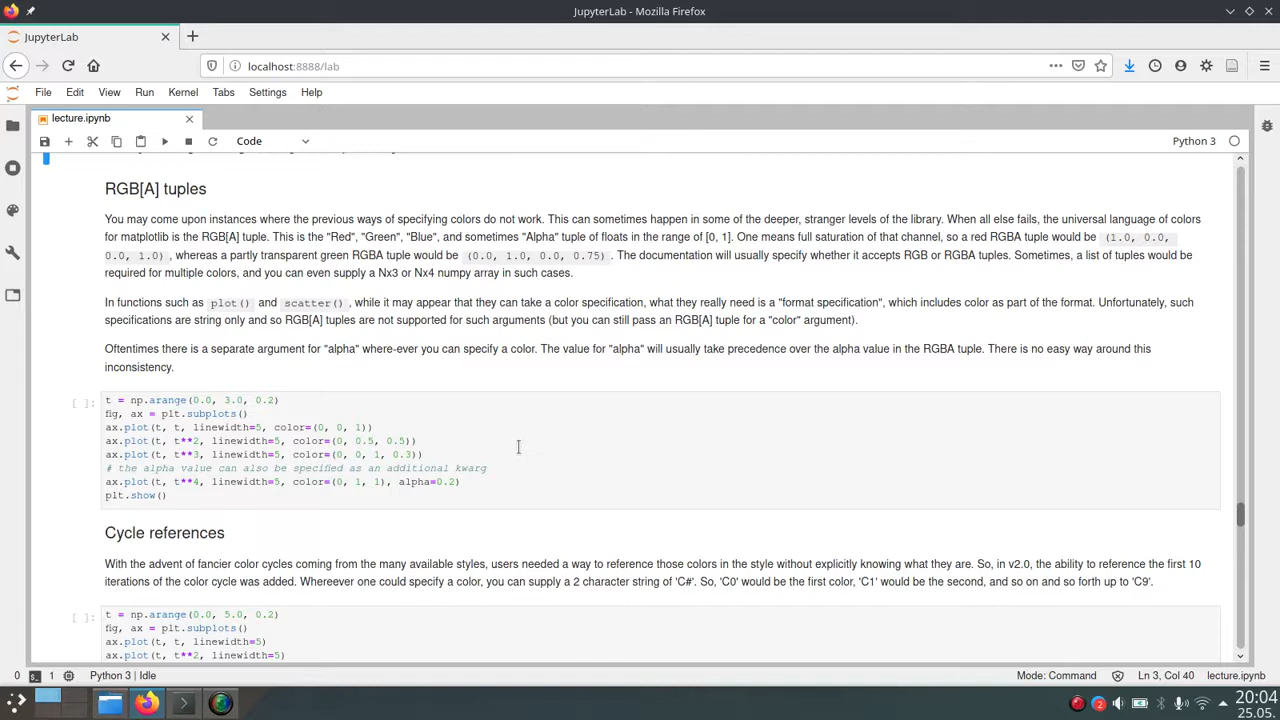 JupyterLab - Mozilla Firefox
JupyterLab
localhost:8888/lab
File Edit View Run Kernel Tabs Settings Help
lecture.ipynb
Code
Python 3
RGB[A] tuples
You may come upon instances where the previous ways of specifying colors do not work. This can sometimes happen in some of the deeper, stranger levels of the library. When all else fails, the universal language of colors
for matplotlib is the RGB[A] tuple. This is the "Red", "Green", "Blue", and sometimes "Alpha" tuple of floats in the range of [0, 1]. One means full saturation of that channel, so a red RGBA tuple would be (1.0, 0.0,
0.0, 1.0), whereas a partly transparent green RGBA tuple would be (0.0, 1.0, 0.0, 0.75). The documentation will usually specify whether it accepts RGB or RGBA tuples. Sometimes, a list of tuples would be
required for multiple colors, and you can even supply a Nx3 or Nx4 numpy array in such cases.
In functions such as plot() and scatter(), while it may appear that they can take a color specification, what they really need is a "format specification", which includes color as part of the format. Unfortunately, such
specifications are string only and so RGB[A] tuples are not supported for such arguments (but you can still pass an RGB[A] tuple for a "color" argument).
Oftentimes there is a separate argument for "alpha" where-ever you can specify a color. The value for "alpha" will usually take precedence over the alpha value in the RGBA tuple. There is no easy way around this
inconsistency.
[ ]: t = np.arange(0.0, 3.0, 0.2)
fig, ax = plt.subplots()
ax.plot(t, t, linewidth=5, color=(0, 0, 1))
ax.plot(t, t**2, linewidth=5, color=(0, 0.5, 0.5))
ax.plot(t, t**3, linewidth=5, color=(0, 0, 1, 0.3))
# the alpha value can also be specified as an additional kwarg
ax.plot(t, t**4, linewidth=5, color=(0, 1, 1), alpha=0.2)
plt.show()
Cycle references
With the advent of fancier color cycles coming from the many available styles, users needed a way to reference those colors in the style without explicitly knowing what they are. So, in v2.0, the ability to reference the first 10
iterations of the color cycle was added. Whereever one could specify a color, you can supply a 2 character string of 'C#'. So, 'C0' would be the first color, 'C1' would be the second, and so on and so forth up to 'C9'.
[ ]: t = np.arange(0.0, 5.0, 0.2)
fig, ax = plt.subplots()
ax.plot(t, t, linewidth=5)
ax.plot(t, t**2, linewidth=5)
0 1 Python 3 | Idle Mode: Command Ln 3, Col 40 lecture.ipynb
2 20:04
25.05.